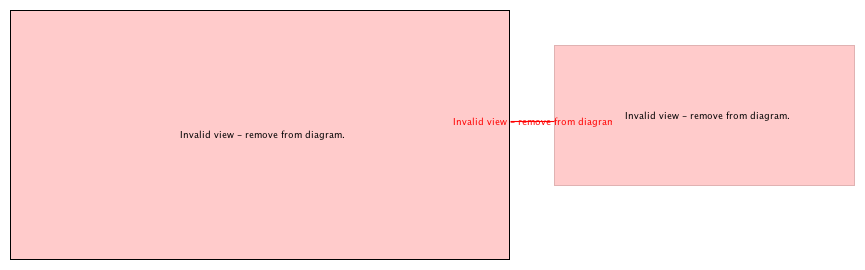 Invalid view - remove from diagram.
Invalid view - remove from diagran
Invalid view - remove from diagram.